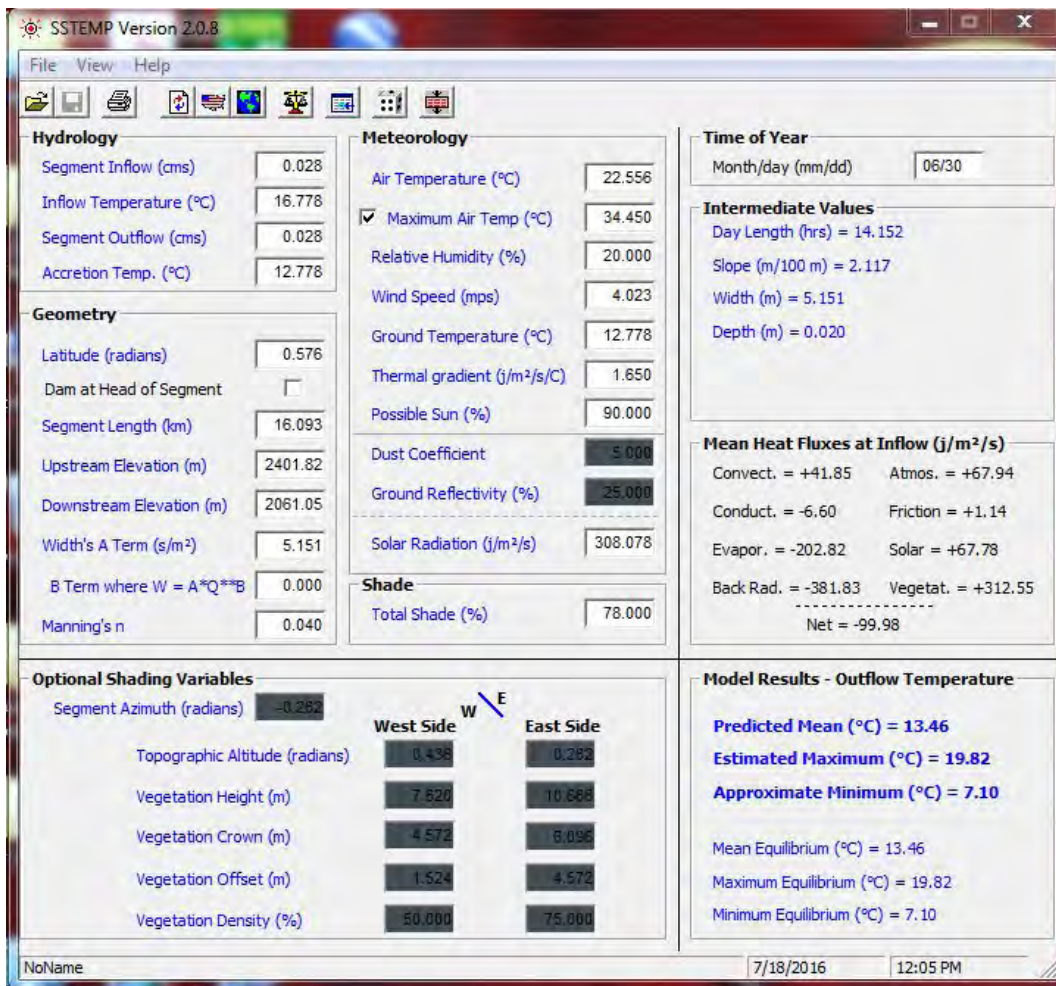 SSTEMP Version 2.0.8
File View Help
Hydrology
Segment Inflow (cms) 0.028
Inflow Temperature (°C) 16.778
Segment Outflow (cms) 0.028
Accretion Temp. (°C) 12.778
Geometry
Latitude (radians) 0.576
Dam at Head of Segment
Segment Length (km) 16.093
Upstream Elevation (m) 2401.82
Downstream Elevation (m) 2061.05
Width's A Term (s/m²) 5.151
B Term where W = A*Q**B 0.000
Manning's n 0.040
Meteorology
Air Temperature (°C) 22.556
Maximum Air Temp (°C) 34.450
Relative Humidity (%) 20.000
Wind Speed (mps) 4.023
Ground Temperature (°C) 12.778
Thermal gradient (j/m²/s/C) 1.650
Possible Sun (%) 90.000
Dust Coefficient 5.000
Ground Reflectivity (%) 25.000
Solar Radiation (j/m²/s) 308.078
Shade
Total Shade (%) 78.000
Time of Year
Month/day (mm/dd) 06/30
Intermediate Values
Day Length (hrs) = 14.152
Slope (m/100 m) = 2.117
Width (m) = 5.151
Depth (m) = 0.020
Mean Heat Fluxes at Inflow (j/m²/s)
Convect. = +41.85 Atmos. = +67.94
Conduct. = -6.60 Friction = +1.14
Evapor. = -202.82 Solar = +67.78
Back Rad. = -381.83 Vegetat. = +312.55
Net = -99.98
Optional Shading Variables
Segment Azimuth (radians) -0.262
W E
West Side East Side
Topographic Altitude (radians) 0.436 0.262
Vegetation Height (m) 7.620 10.668
Vegetation Crown (m) 4.572 6.096
Vegetation Offset (m) 1.524 4.572
Vegetation Density (%) 50.000 75.000
Model Results - Outflow Temperature
Predicted Mean (°C) = 13.46
Estimated Maximum (°C) = 19.82
Approximate Minimum (°C) = 7.10
Mean Equilibrium (°C) = 13.46
Maximum Equilibrium (°C) = 19.82
Minimum Equilibrium (°C) = 7.10
NoName 7/18/2016 12:05 PM